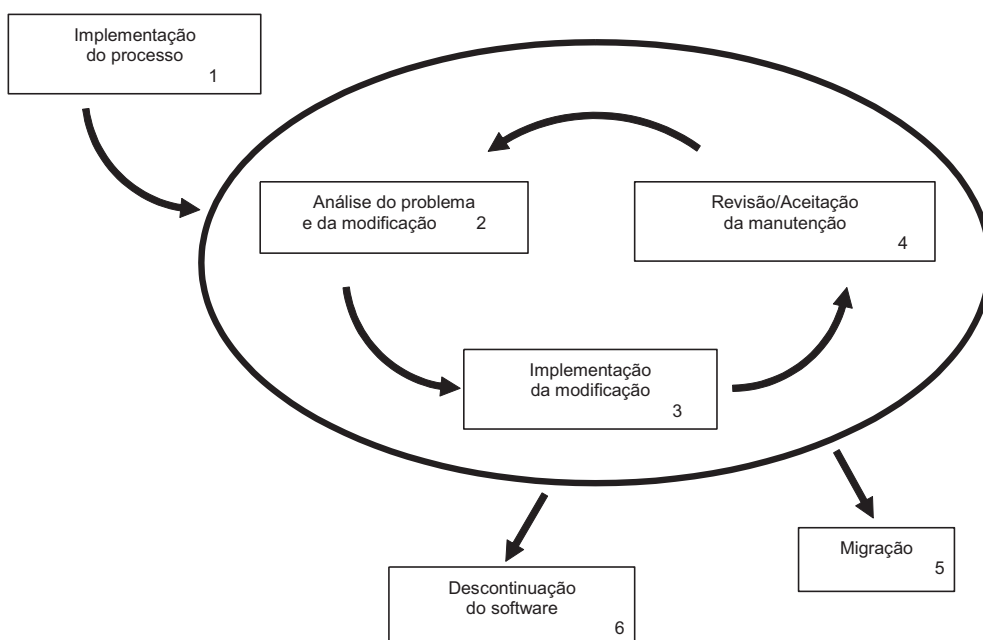 Implementação
do processo
1
Análise do problema
e da modificação 2
Revisão/Aceitação
da manutenção
4
Implementação
da modificação
3
Migração
5
Descontinuação
do software
6